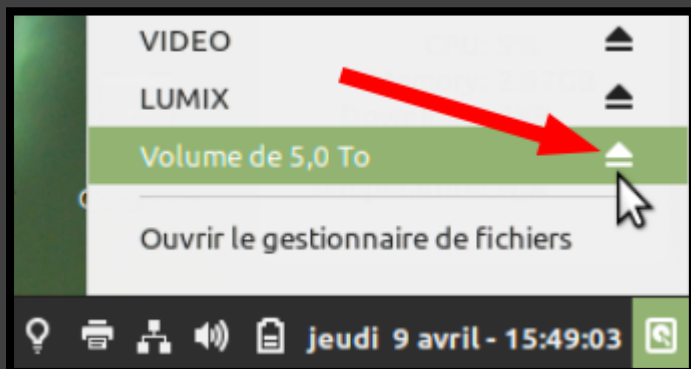 VIDEO
LUMIX
Volume de 5,0 To
Ouvrir le gestionnaire de fichiers
jeudi 9 avril - 15:49:03